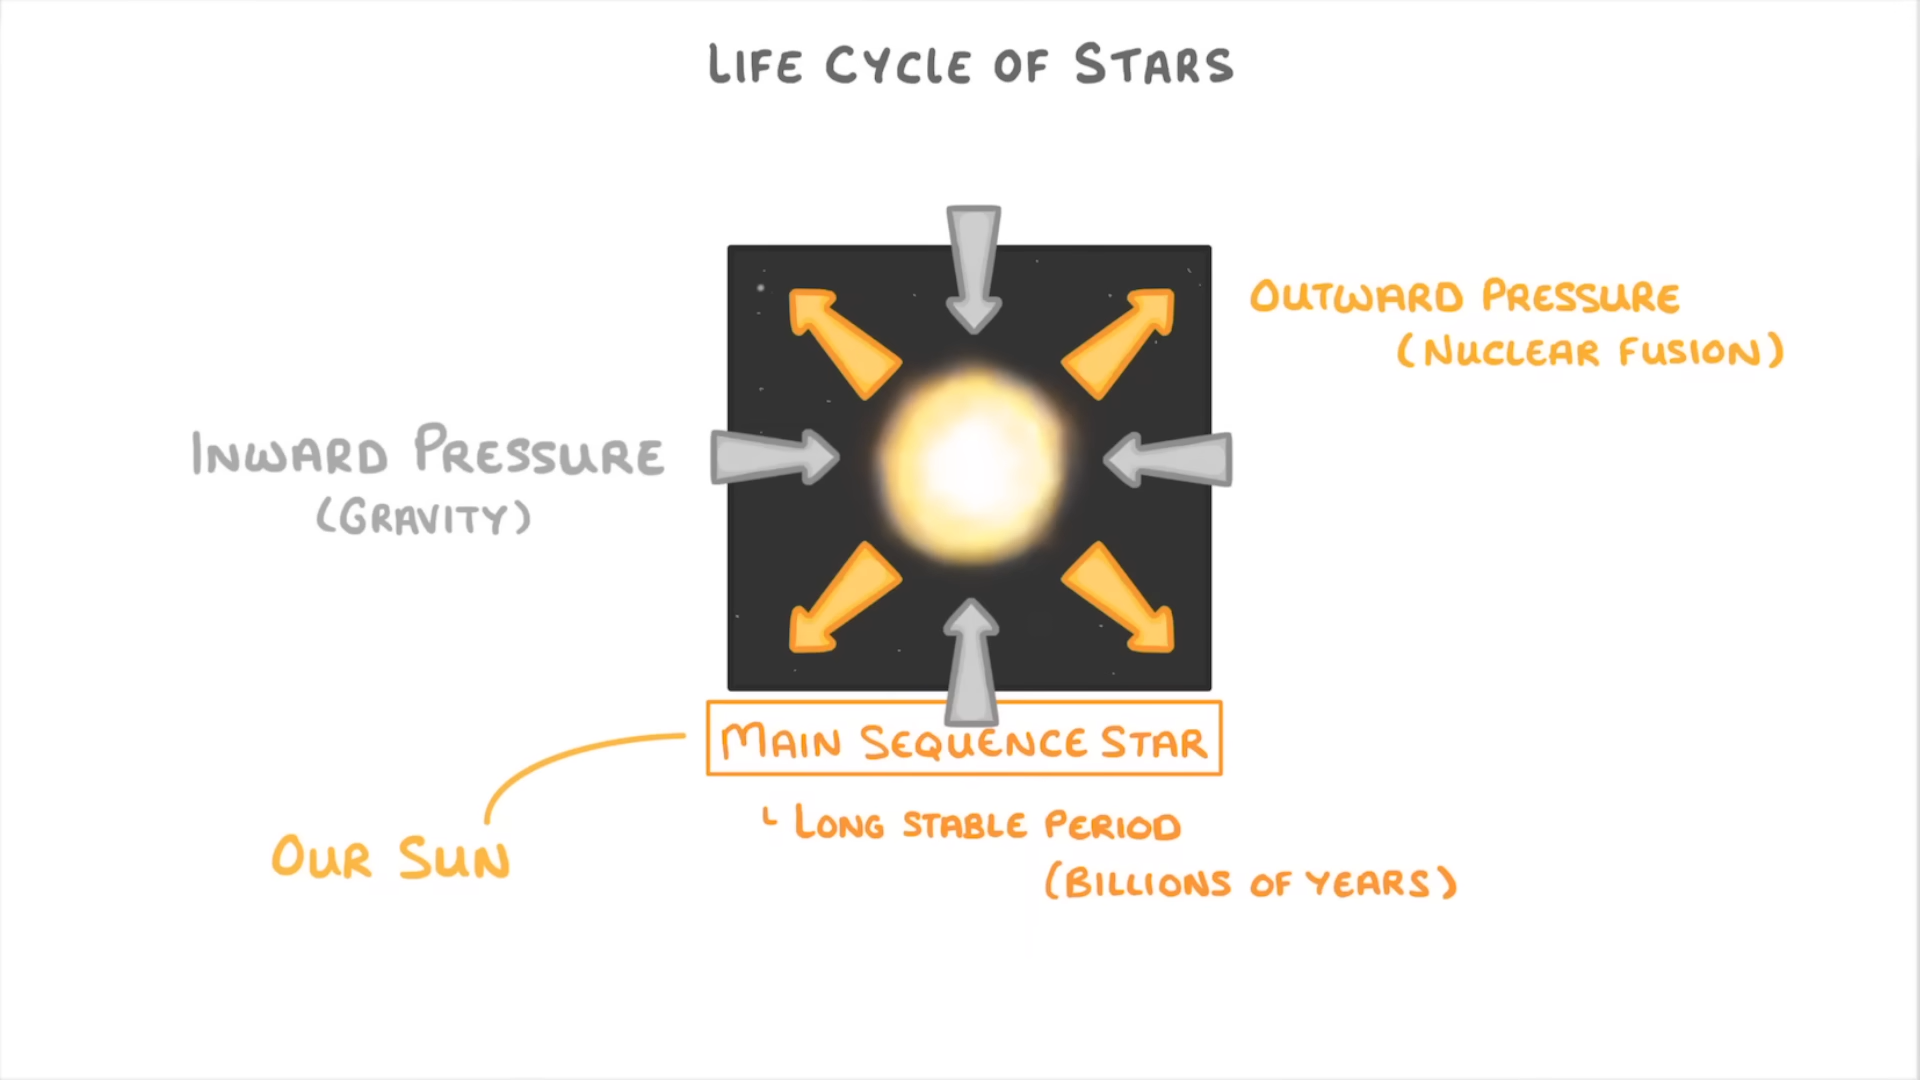 LIFE CYCLE OF STARS
OUTWARD PRESSURE
(NUCLEAR FUSION)
INWARD PRESSURE
(GRAVITY)
MAIN SEQUENCE STAR
└ LONG STABLE PERIOD
(BILLIONS OF YEARS)
OUR SUN